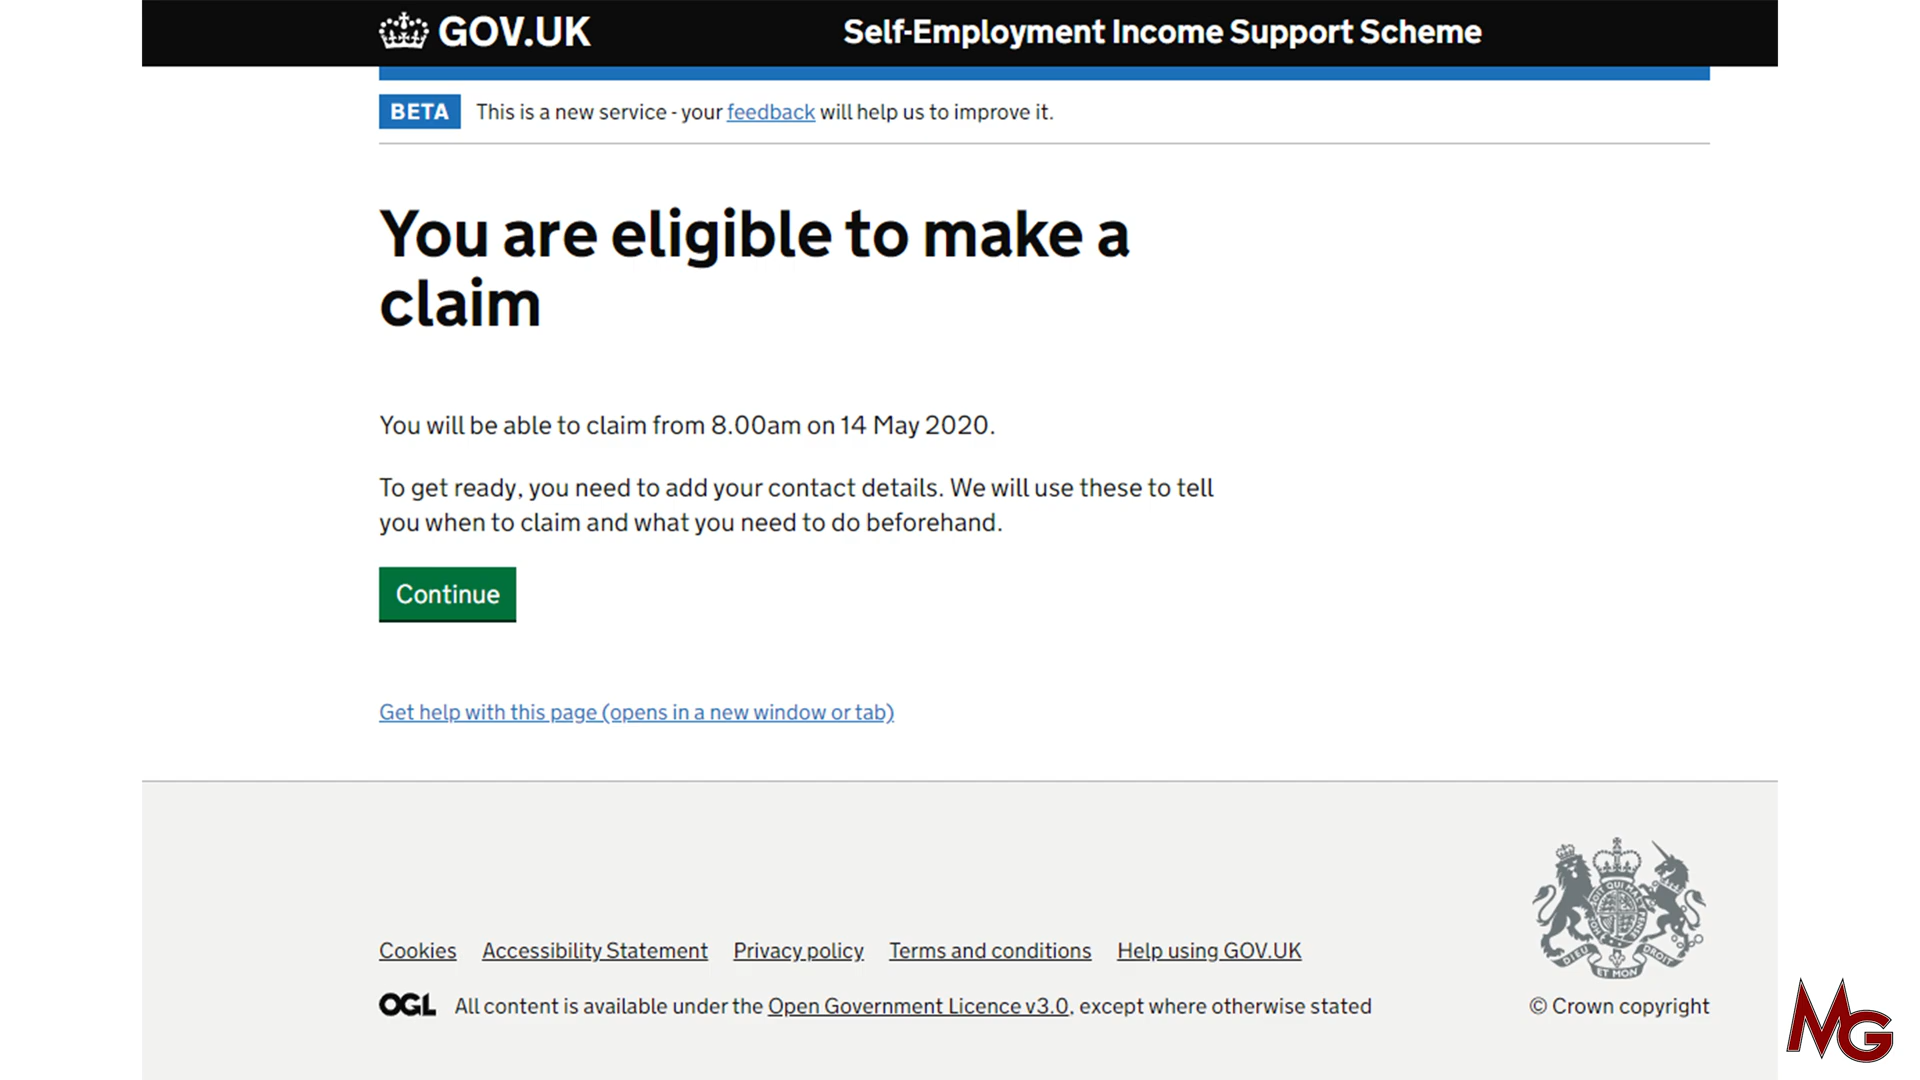 GOV.UK Self-Employment Income Support Scheme
BETA This is a new service - your feedback will help us to improve it.
You are eligible to make a
claim
You will be able to claim from 8.00am on 14 May 2020.
To get ready, you need to add your contact details. We will use these to tell
you when to claim and what you need to do beforehand.
Continue
Get help with this page (opens in a new window or tab)
Cookies Accessibility Statement Privacy policy Terms and conditions Help using GOV.UK
DIEU ET MON DROIT
OGL All content is available under the Open Government Licence v3.0, except where otherwise stated
© Crown copyright
MG